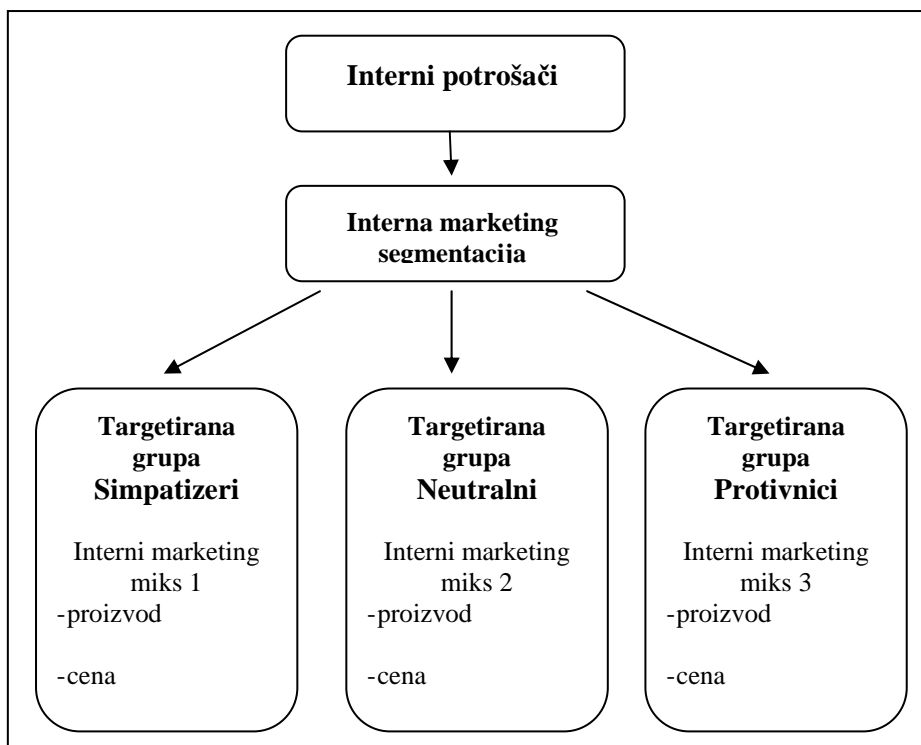 Interni potrošači
Interna marketing
segmentacija
Targetirana
grupa
Simpatizeri
Interni marketing
miks 1
-proizvod
-cena
Targetirana
grupa
Neutralni
Interni marketing
miks 2
-proizvod
-cena
Targetirana
grupa
Protivnici
Interni marketing
miks 3
-proizvod
-cena